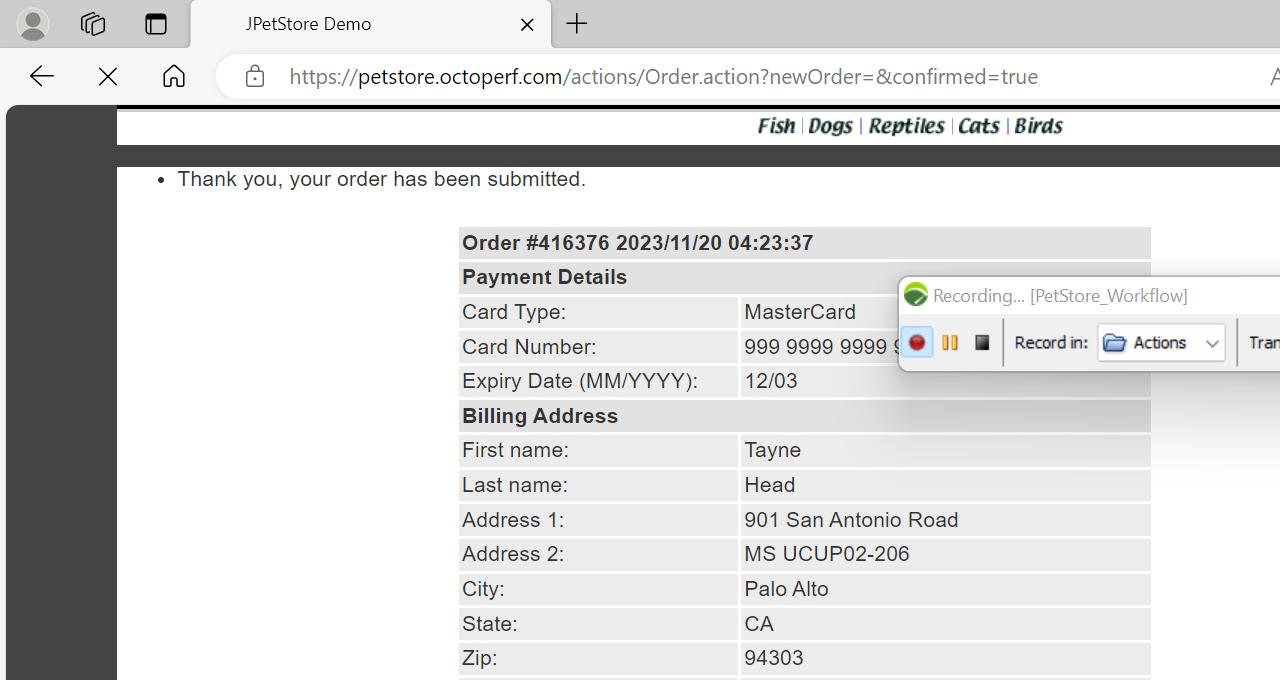 JPetStore Demo
https://petstore.octoperf.com/actions/Order.action?newOrder=&confirmed=true
Fish | Dogs | Reptiles | Cats | Birds
Thank you, your order has been submitted.
Order #416376 2023/11/20 04:23:37
Payment Details
Card Type: MasterCard
Card Number: 999 9999 9999
Expiry Date (MM/YYYY): 12/03
Recording... [PetStore_Workflow]
Record in: Actions
Billing Address
First name: Tayne
Last name: Head
Address 1: 901 San Antonio Road
Address 2: MS UCUP02-206
City: Palo Alto
State: CA
Zip: 94303